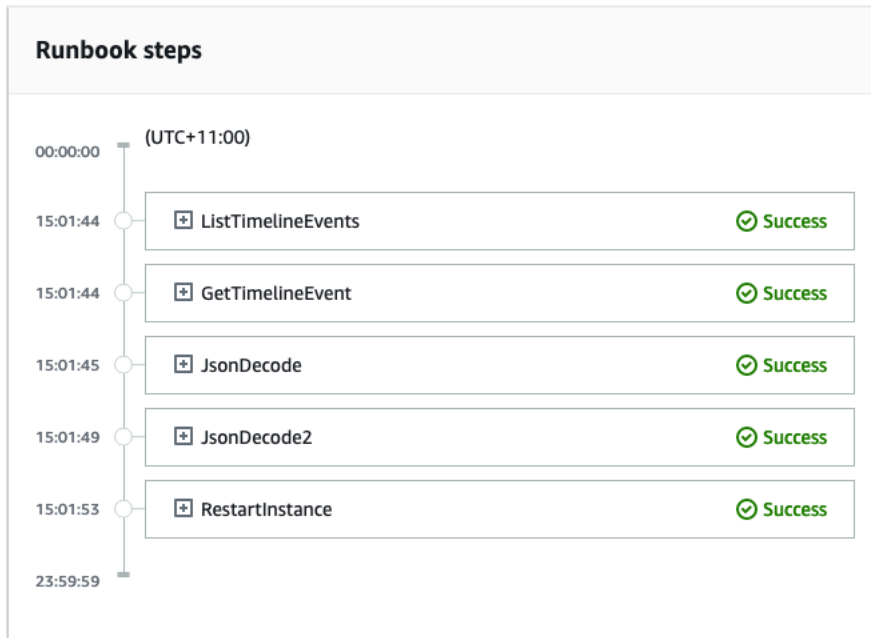 Runbook steps
(UTC+11:00)
00:00:00
15:01:44 ListTimelineEvents Success
15:01:44 GetTimelineEvent Success
15:01:45 JsonDecode Success
15:01:49 JsonDecode2 Success
15:01:53 RestartInstance Success
23:59:59